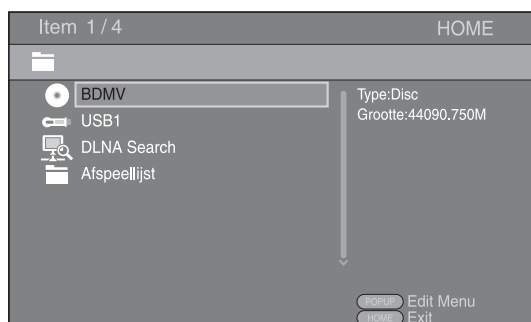 Item 1/4 HOME
BDMV
USB1
DLNA Search
Afspeellijst
Type:Disc
Grootte:44090.750M
POPUP Edit Menu
HOME Exit